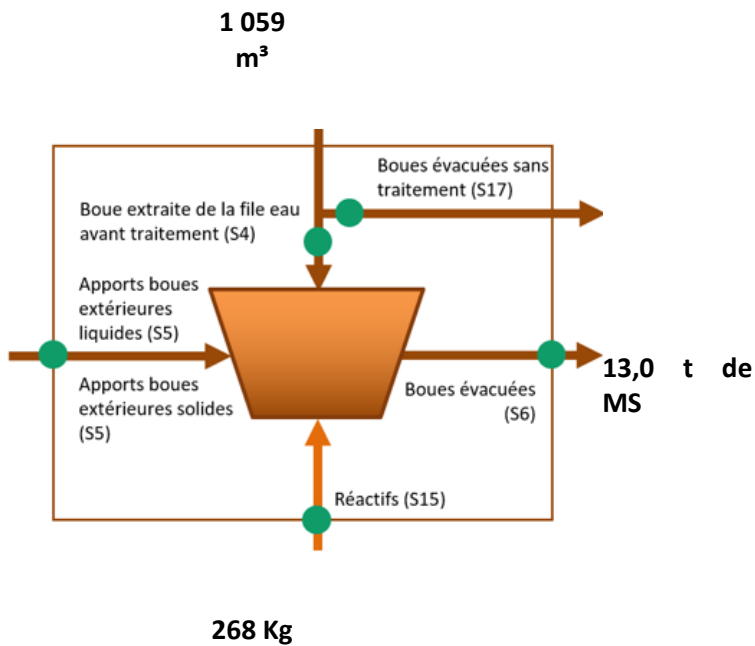 1 059
m³
Boues évacuées sans
traitement (S17)
Boue extraite de la file eau
avant traitement (S4)
Apports boues
extérieures
liquides (S5)
Apports boues
extérieures solides
(S5)
Boues évacuées
(S6)
13,0 t de
MS
Réactifs (S15)
268 Kg